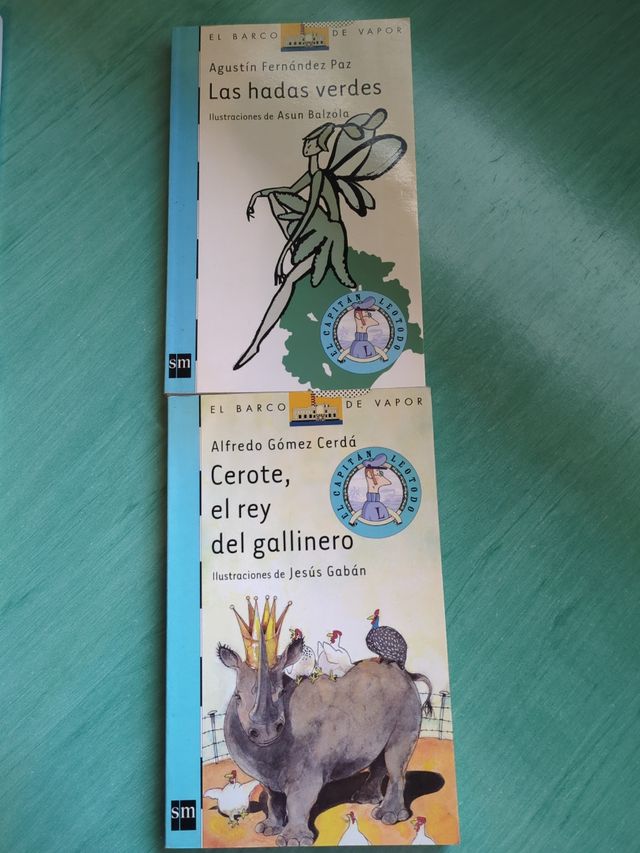 EL BARCO DE VAPOR
Agustín Fernández Paz
Las hadas verdes
Ilustraciones de Asun Balzola
EL CAPITÁN LEOTODO
L
sm
EL BARCO DE VAPOR
Alfredo Gómez Cerdá
Cerote,
el rey
del gallinero
Ilustraciones de Jesús Gabán
EL CAPITÁN LEOTODO
L
sm